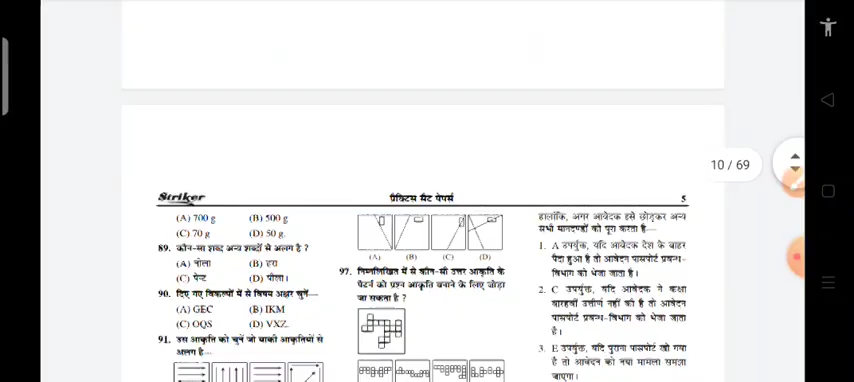 10 / 69
Striker
प्रैक्टिस सैट पेपर्स
5
(A) 700 g (B) 500 g
(C) 70 g (D) 50 g.
89. कौन-सा शब्द अन्य शब्दों से अलग है ?
(A) नीला (B) हरा
(C) पेन्ट (D) पीला।
90. दिए गए विकल्पों में से विषम अक्षर चुनें—
(A) GEC (B) IKM
(C) OQS (D) VXZ.
91. उस आकृति को चुनें जो बाकी आकृतियों से
अलग है—
(A) (B) (C) (D)
97. निम्नलिखित में से कौन-सी उत्तर आकृति के
पैटर्न को प्रश्न आकृति बनाने के लिए जोड़ा
जा सकता है ?
हालांकि, अगर आवेदक इसे छोड़कर अन्य
सभी मानदण्डों को पूरा करता है—
1. A उपर्युक्त, यदि आवेदक देश के बाहर
पैदा हुआ है तो आवेदन पासपोर्ट प्रबन्ध-
विभाग को भेजा जाता है।
2. C उपर्युक्त, यदि आवेदक ने कक्षा
बारहवीं उत्तीर्ण नहीं की है तो आवेदन
पासपोर्ट प्रबन्ध-विभाग को भेजा जाता
है।
3. E उपर्युक्त, यदि पुराना पासपोर्ट खो गया
है तो आवेदन को नया मामला समझा
जाएगा।